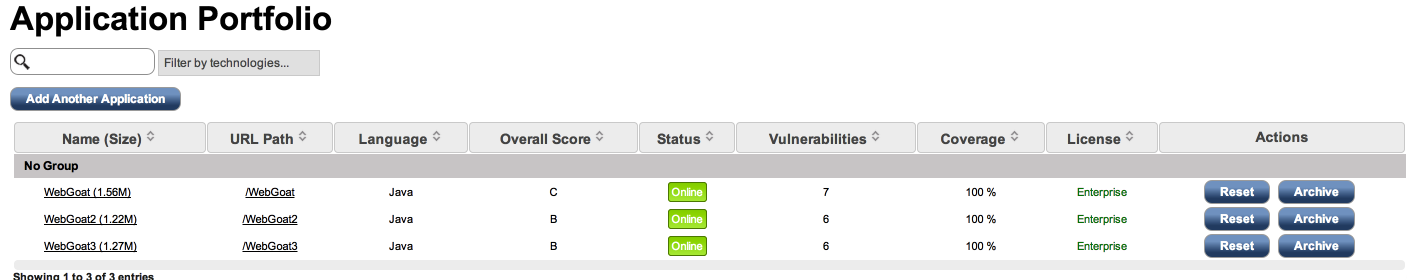 Application Portfolio
Filter by technologies...
Add Another Application
Name (Size) URL Path Language Overall Score Status Vulnerabilities Coverage License Actions
No Group
WebGoat (1.56M) /WebGoat Java C Online 7 100 % Enterprise Reset Archive
WebGoat2 (1.22M) /WebGoat2 Java B Online 6 100 % Enterprise Reset Archive
WebGoat3 (1.27M) /WebGoat3 Java B Online 6 100 % Enterprise Reset Archive
Showing 1 to 3 of 3 entries